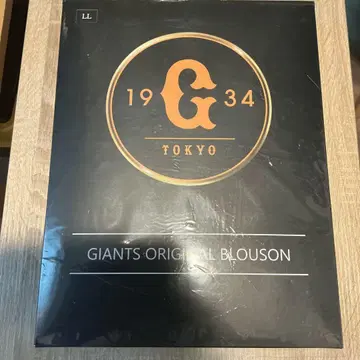 LL
19 G 34
TOKYO
GIANTS ORIGINAL BLOUSON